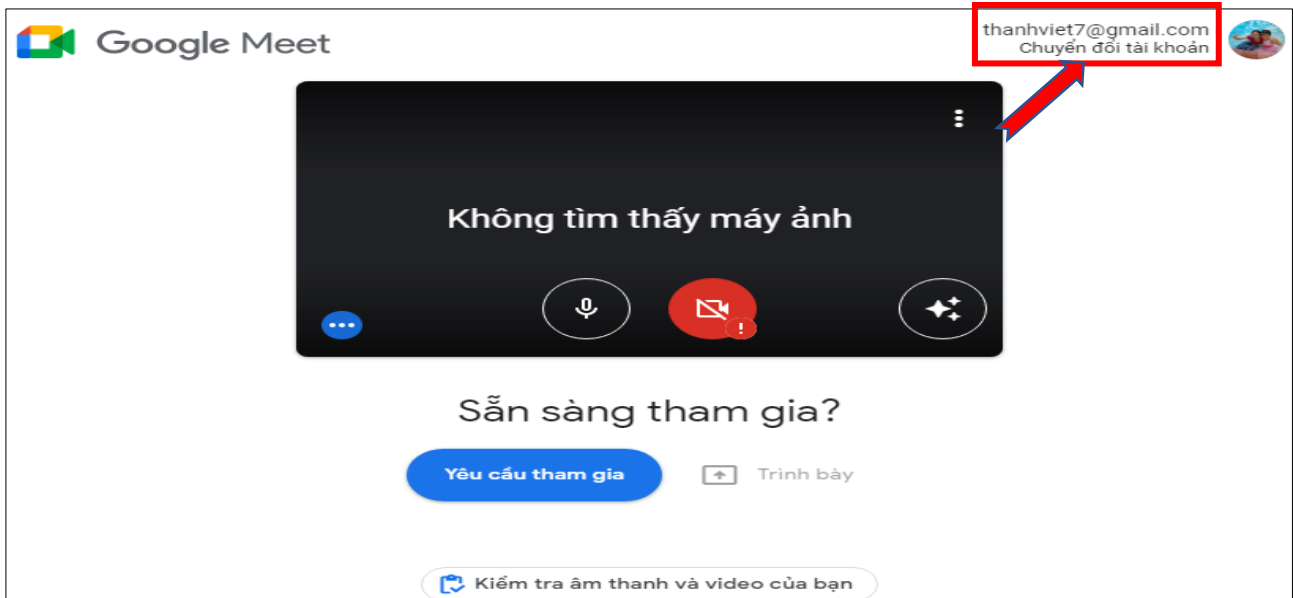 Google Meet
thanhviet7@gmail.com
Chuyển đổi tài khoản
Không tìm thấy máy ảnh
Sẵn sàng tham gia?
Yêu cầu tham gia
Trình bày
Kiểm tra âm thanh và video của bạn